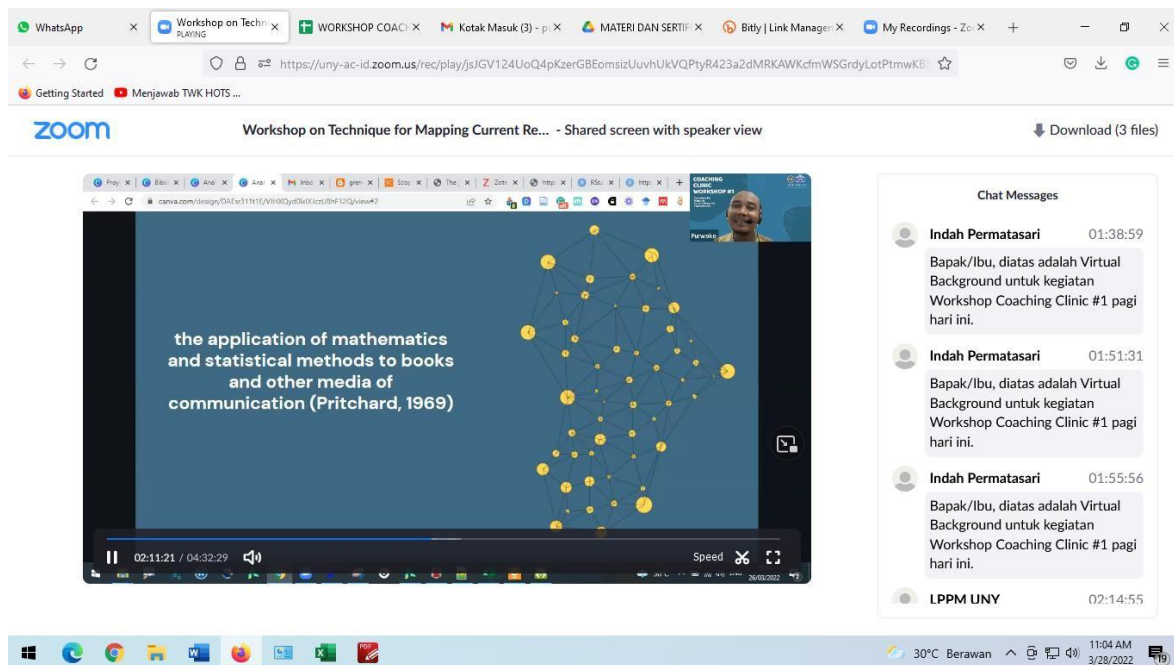 WhatsApp
Workshop on Techn
PLAYING
WORKSHOP COACH
Kotak Masuk (3) - p
MATERI DAN SERTIF
Bitly | Link Manager
My Recordings - Zo
https://uny-ac-id.zoom.us/rec/play/
Getting Started
Menjawab TWK HOTS ...
zoom
Workshop on Technique for Mapping Current Re... - Shared screen with speaker view
Download (3 files)
COACHING
CLINIC
WORKSHOP #1
Purwoko
the application of mathematics
and statistical methods to books
and other media of
communication (Pritchard, 1969)
02:11:21 / 04:32:29
Speed
26/03/2022
Chat Messages
Indah Permatasari 01:38:59
Bapak/Ibu, diatas adalah Virtual
Background untuk kegiatan
Workshop Coaching Clinic #1 pagi
hari ini.
Indah Permatasari 01:51:31
Bapak/Ibu, diatas adalah Virtual
Background untuk kegiatan
Workshop Coaching Clinic #1 pagi
hari ini.
Indah Permatasari 01:55:56
Bapak/Ibu, diatas adalah Virtual
Background untuk kegiatan
Workshop Coaching Clinic #1 pagi
hari ini.
LPPM UNY 02:14:55
30°C Berawan
11:04 AM
3/28/2022
19